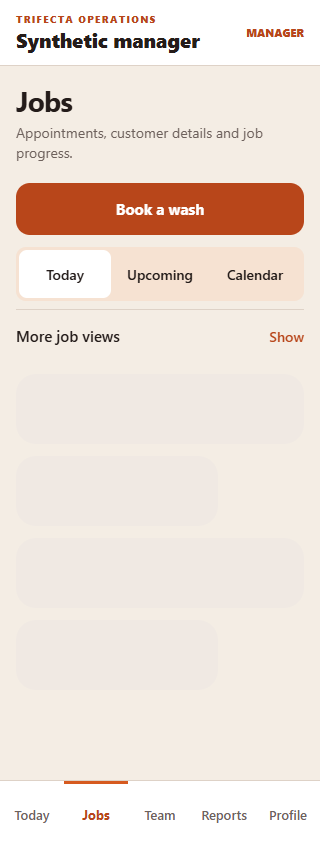 TRIFECTA OPERATIONS
Synthetic manager
MANAGER
Jobs
Appointments, customer details and job
progress.
Book a wash
Today Upcoming Calendar
More job views Show
Today Jobs Team Reports Profile